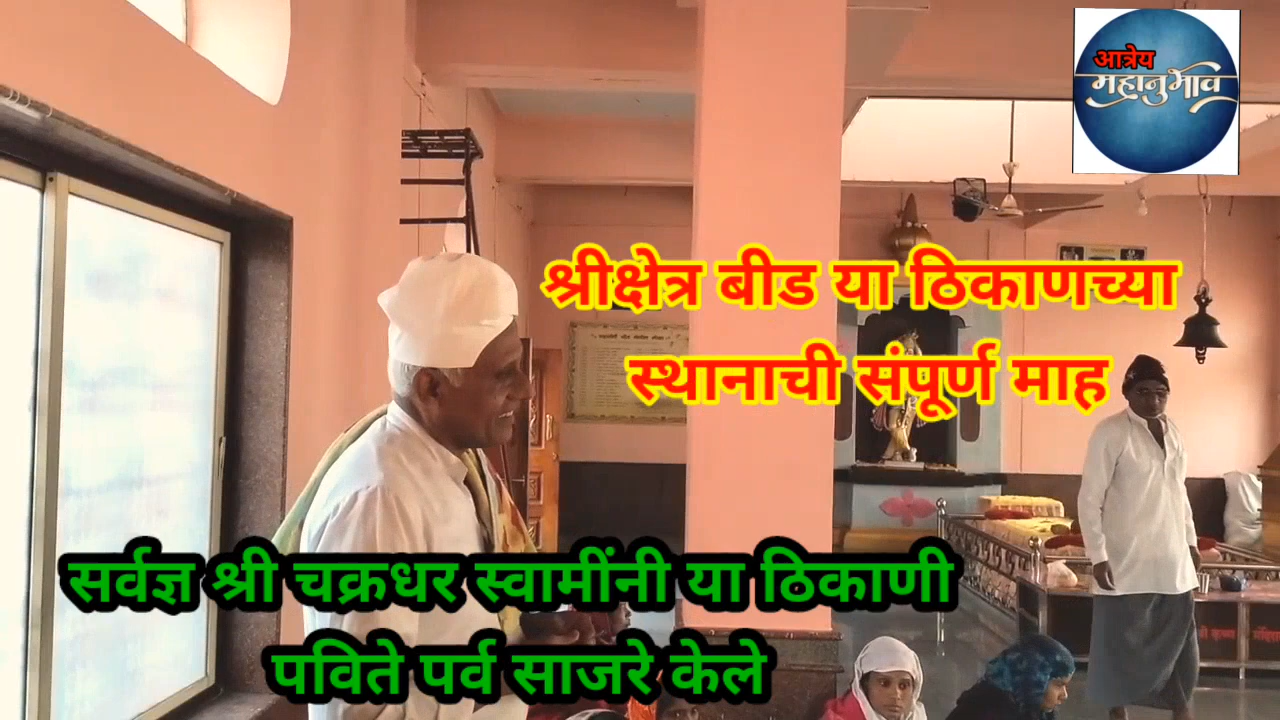 आत्रेय
महानुभाव
श्रीक्षेत्र बीड या ठिकाणच्या
स्थानाची संपूर्ण माह
सर्वज्ञ श्री चक्रधर स्वामींनी या ठिकाणी
पविते पर्व साजरे केले